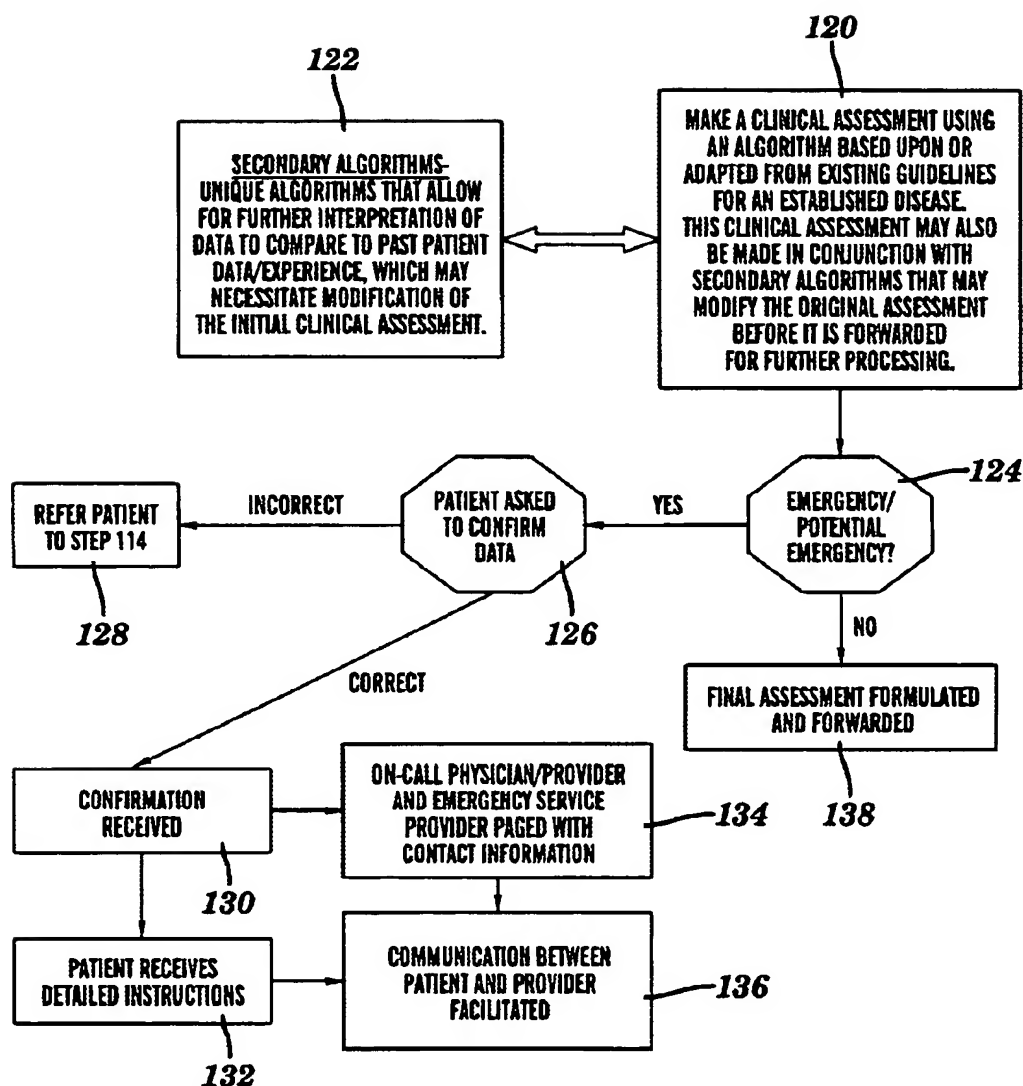 120
122
MAKE A CLINICAL ASSESSMENT USING
AN ALGORITHM BASED UPON OR
ADAPTED FROM EXISTING GUIDELINES
FOR AN ESTABLISHED DISEASE.
THIS CLINICAL ASSESSMENT MAY ALSO
BE MADE IN CONJUNCTION WITH
SECONDARY ALGORITHMS THAT MAY
MODIFY THE ORIGINAL ASSESSMENT
BEFORE IT IS FORWARDED
FOR FURTHER PROCESSING.
SECONDARY ALGORITHMS-
UNIQUE ALGORITHMS THAT ALLOW
FOR FURTHER INTERPRETATION OF
DATA TO COMPARE TO PAST PATIENT
DATA/EXPERIENCE, WHICH MAY
NECESSITATE MODIFICATION OF
THE INITIAL CLINICAL ASSESSMENT.
124
EMERGENCY/
POTENTIAL
EMERGENCY?
YES
PATIENT ASKED
TO CONFIRM
DATA
126
INCORRECT
REFER PATIENT
TO STEP 114
128
NO
FINAL ASSESSMENT FORMULATED
AND FORWARDED
138
CORRECT
CONFIRMATION
RECEIVED
130
ON-CALL PHYSICIAN/PROVIDER
AND EMERGENCY SERVICE
PROVIDER PAGED WITH
CONTACT INFORMATION
134
PATIENT RECEIVES
DETAILED INSTRUCTIONS
132
COMMUNICATION BETWEEN
PATIENT AND PROVIDER
FACILITATED
136